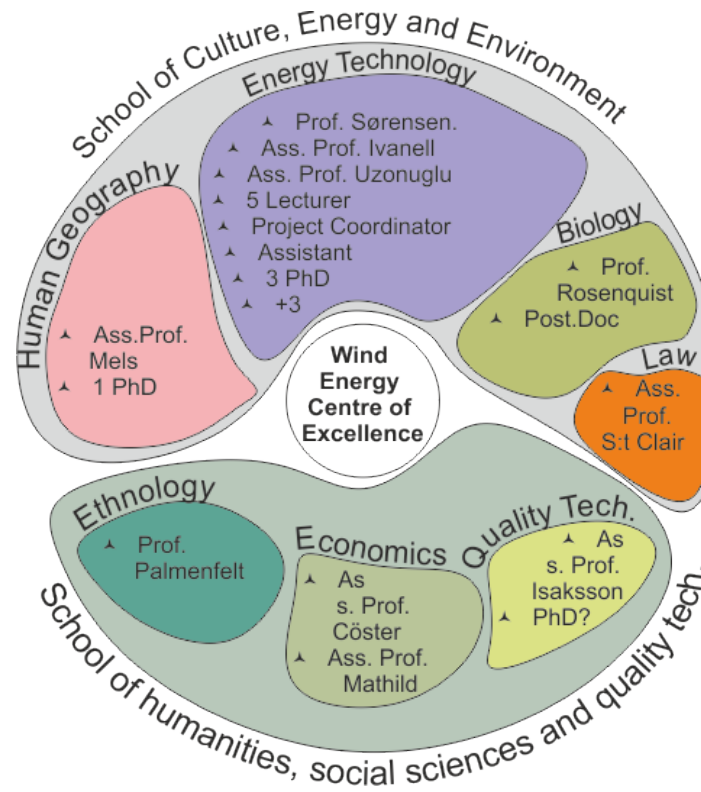 School of Culture, Energy and Environment
Energy Technology
Prof. Sørensen.
Ass. Prof. Ivanell
Ass. Prof. Uzonuglu
5 Lecturer
Project Coordinator
Assistant
3 PhD
+3
Human Geography
Ass.Prof.
Mels
1 PhD
Biology
Prof.
Rosenquist
Post.Doc
Law
Ass.
Prof.
S:t Clair
Wind
Energy
Centre of
Excellence
Ethnology
Prof.
Palmenfelt
Economics
As
s. Prof.
Cöster
Ass. Prof.
Mathild
Quality Tech.
As
s. Prof.
Isaksson
PhD?
School of humanities, social sciences and quality tech.